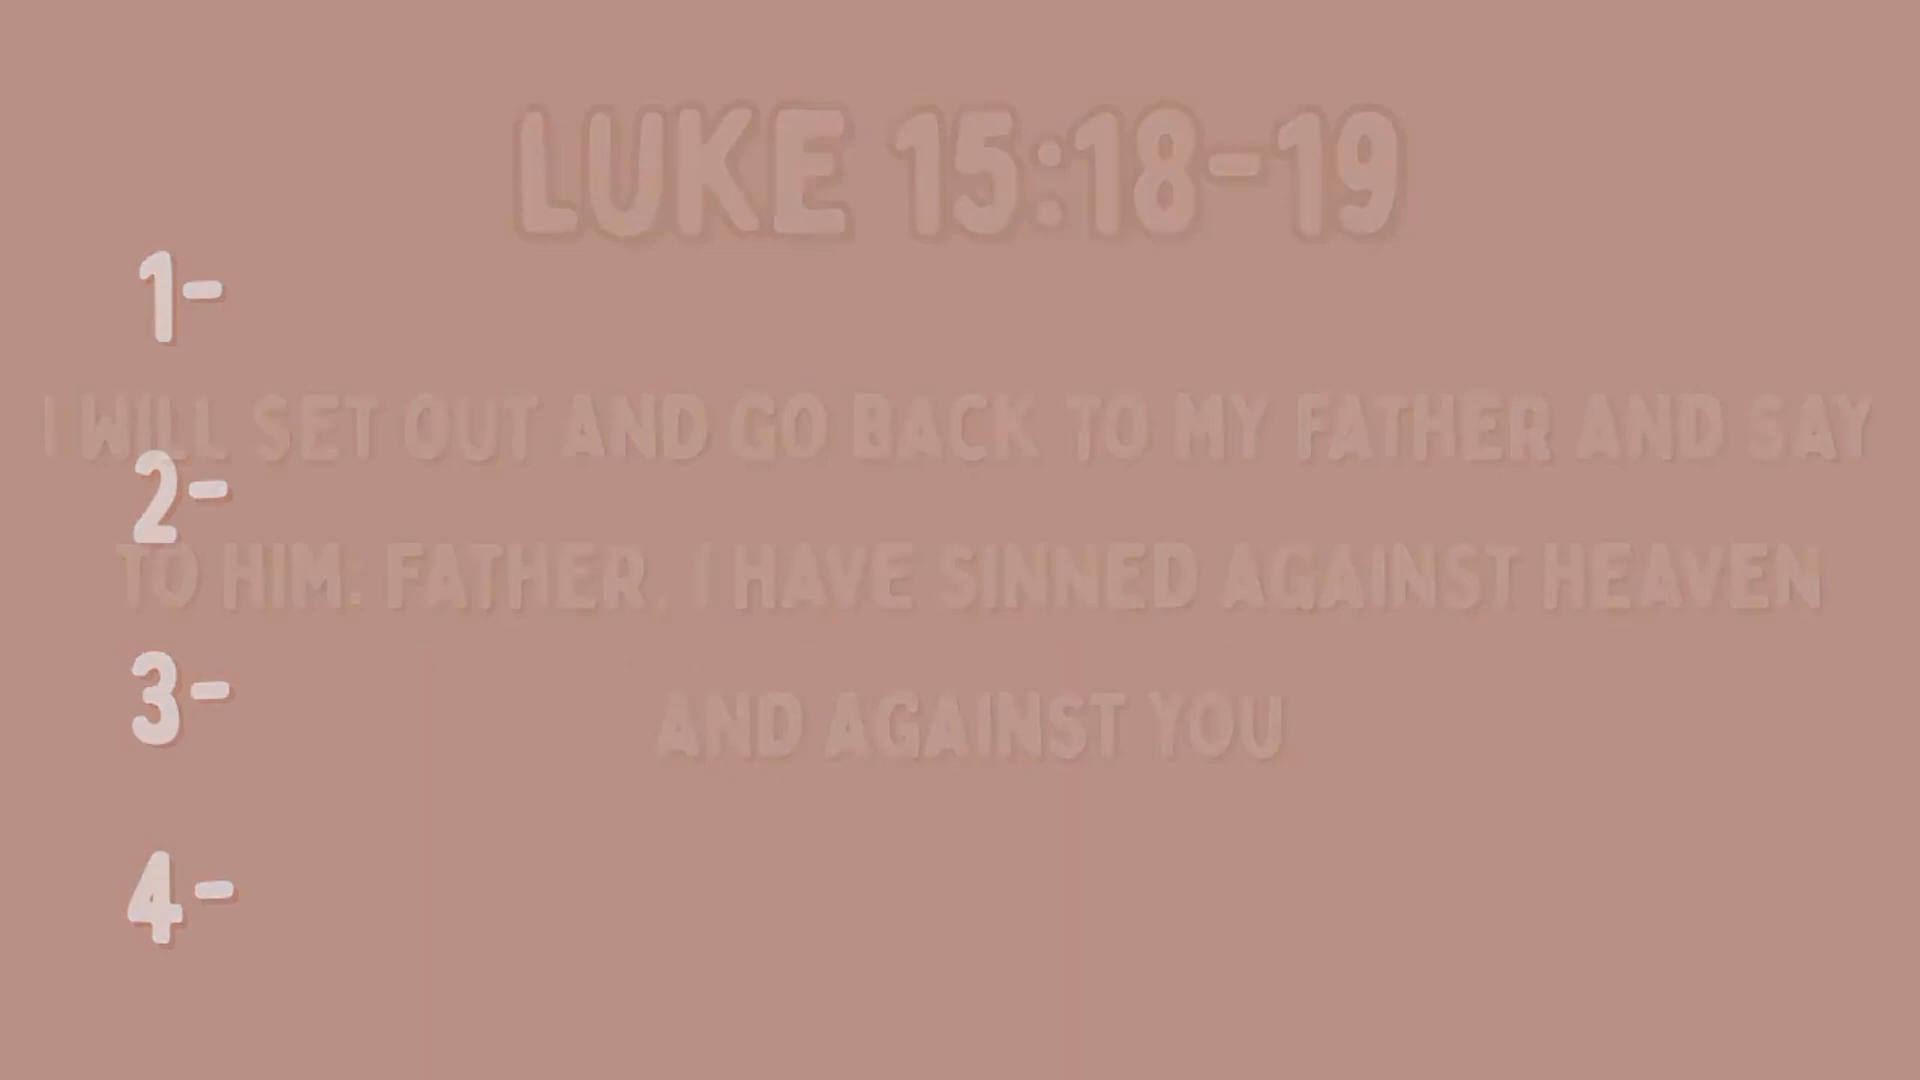 LUKE 15:18-19
1-
I WILL SET OUT AND GO BACK TO MY FATHER AND SAY
2-
TO HIM: FATHER, I HAVE SINNED AGAINST HEAVEN
3-
AND AGAINST YOU
4-